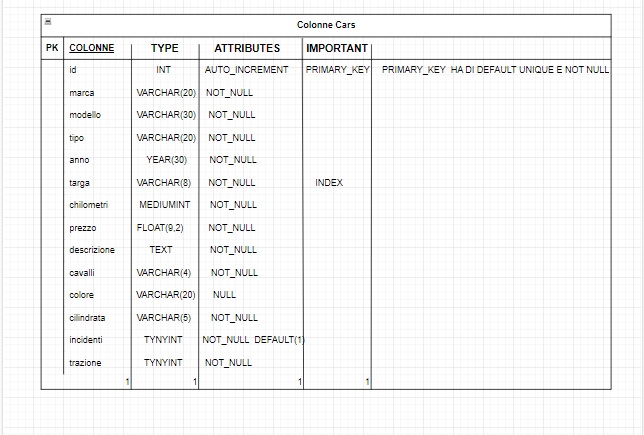 Colonne Cars
PK COLONNE TYPE ATTRIBUTES IMPORTANT
id INT AUTO_INCREMENT PRIMARY_KEY PRIMARY_KEY HA DI DEFAULT UNIQUE E NOT NULL
marca VARCHAR(20) NOT_NULL
modello VARCHAR(30) NOT_NULL
tipo VARCHAR(20) NOT_NULL
anno YEAR(30) NOT_NULL
targa VARCHAR(8) NOT_NULL INDEX
chilometri MEDIUMINT NOT_NULL
prezzo FLOAT(9,2) NOT_NULL
descrizione TEXT NOT_NULL
cavalli VARCHAR(4) NOT_NULL
colore VARCHAR(20) NULL
cilindrata VARCHAR(5) NOT_NULL
incidenti TYNYINT NOT_NULL DEFAULT(1)
trazione TYNYINT NOT_NULL
1 1 1 1